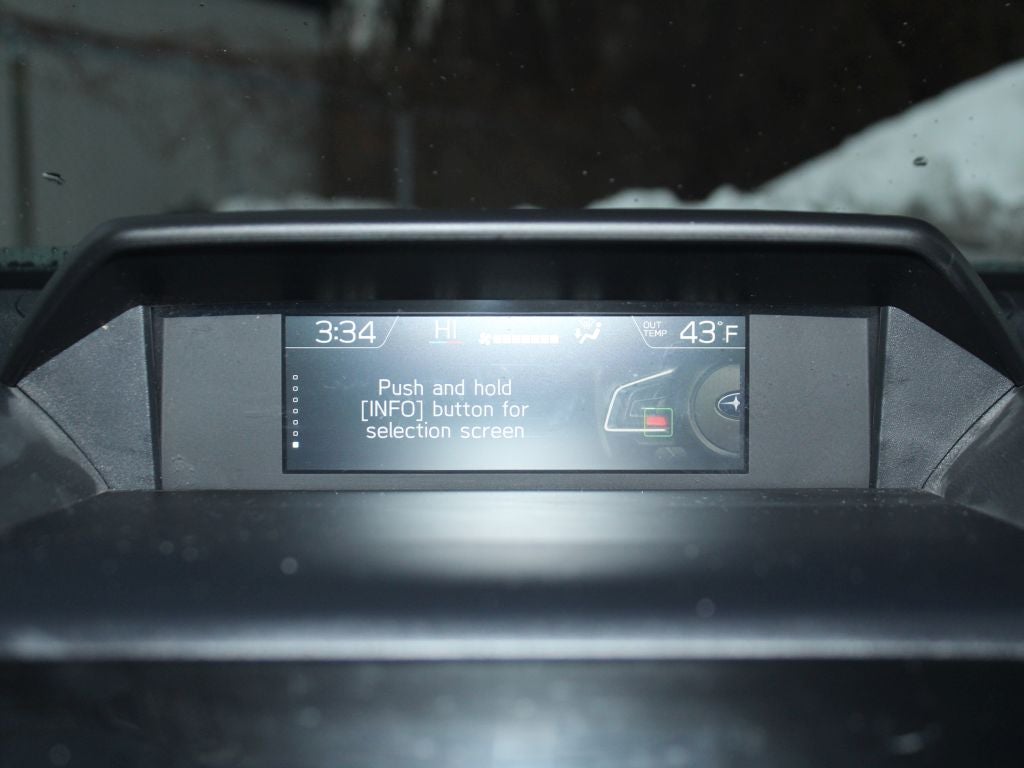 3:34 HI OUT TEMP 43°F
Push and hold
[INFO] button for
selection screen